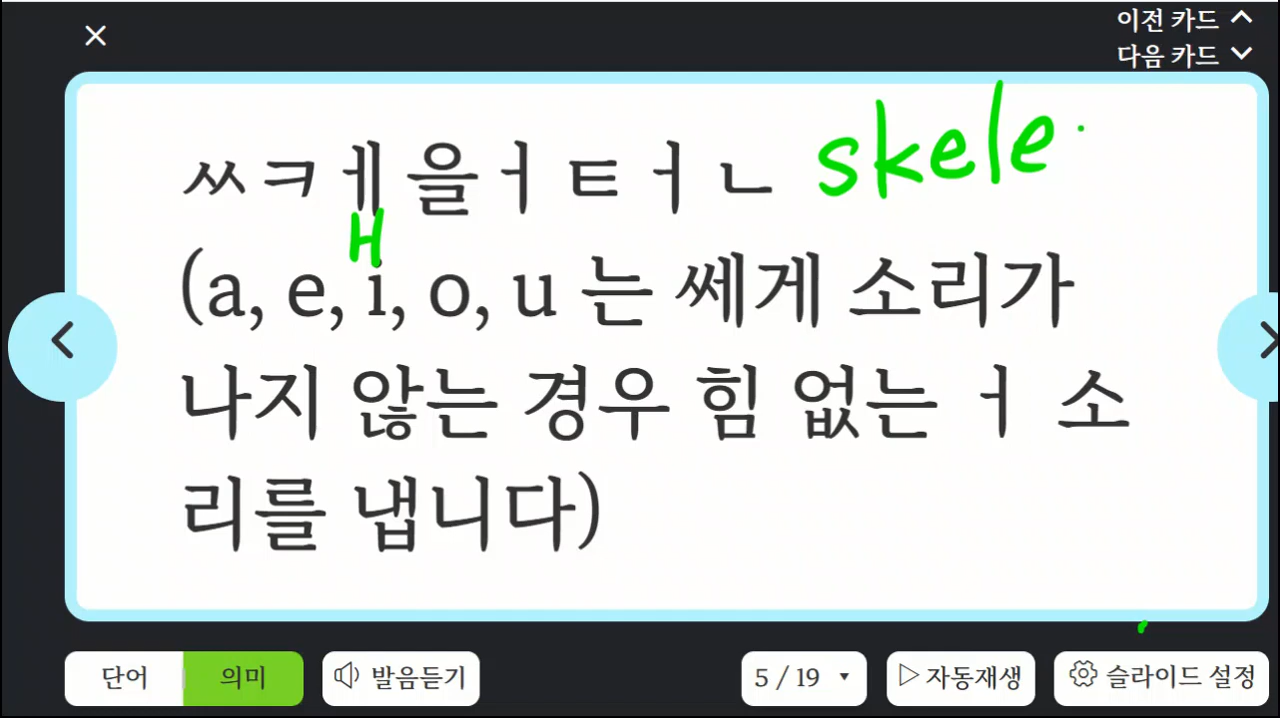 이전 카드
다음 카드
ㅆㅋㅔ을ㅓㅌㅓㄴ skele
H
(a, e, i, o, u 는 쎄게 소리가
나지 않는 경우 힘 없는 ㅓ 소
리를 냅니다)
단어 의미 발음듣기 5 / 19 자동재생 슬라이드 설정